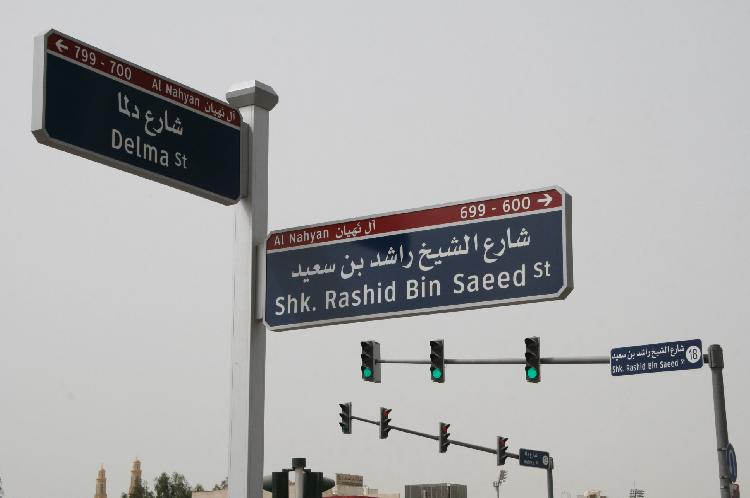 ← 799 - 700
Al Nahyan آل نهيان
شارع دلما
Delma St
699 - 600 →
Al Nahyan آل نهيان
شارع الشيخ راشد بن سعيد
Shk. Rashid Bin Saeed St
شارع الشيخ راشد بن سعيد
Shk. Rashid Bin Saeed St
18